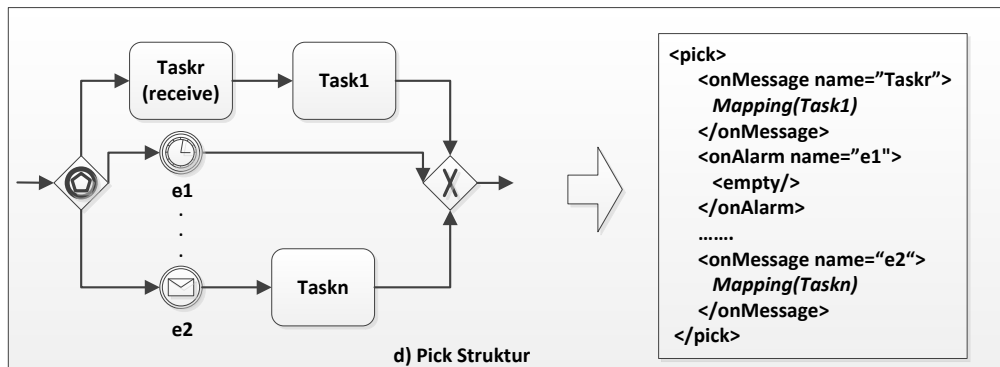 Taskr
(receive)
Task1
e1
.
.
.
e2
Taskn
X
d) Pick Struktur
<pick>
<onMessage name=”Taskr”>
Mapping(Task1)
</onMessage>
<onAlarm name=”e1">
<empty/>
</onAlarm>
…….
<onMessage name=“e2“>
Mapping(Taskn)
</onMessage>
</pick>